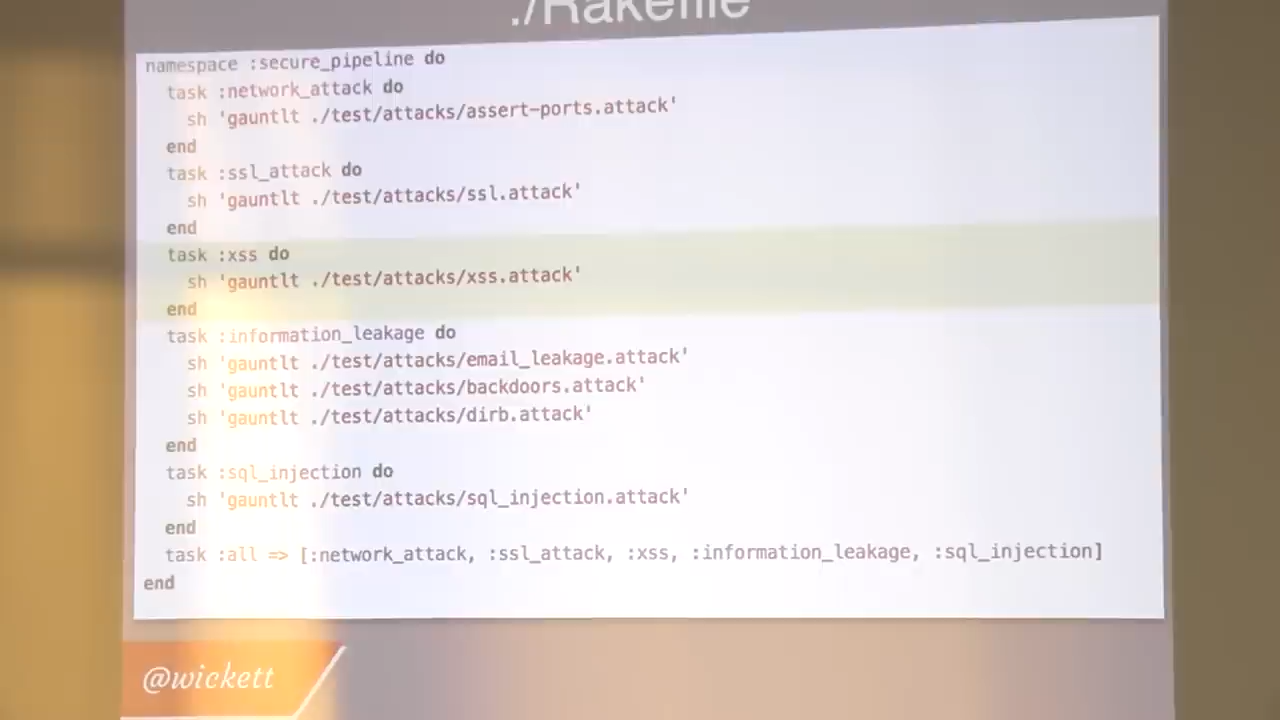 ./Rakefile
namespace :secure_pipeline do
  task :network_attack do
    sh 'gauntlt ./test/attacks/assert-ports.attack'
  end
  task :ssl_attack do
    sh 'gauntlt ./test/attacks/ssl.attack'
  end
  task :xss do
    sh 'gauntlt ./test/attacks/xss.attack'
  end
  task :information_leakage do
    sh 'gauntlt ./test/attacks/email_leakage.attack'
    sh 'gauntlt ./test/attacks/backdoors.attack'
    sh 'gauntlt ./test/attacks/dirb.attack'
  end
  task :sql_injection do
    sh 'gauntlt ./test/attacks/sql_injection.attack'
  end
  task :all => [:network_attack, :ssl_attack, :xss, :information_leakage, :sql_injection]
end
@wickett